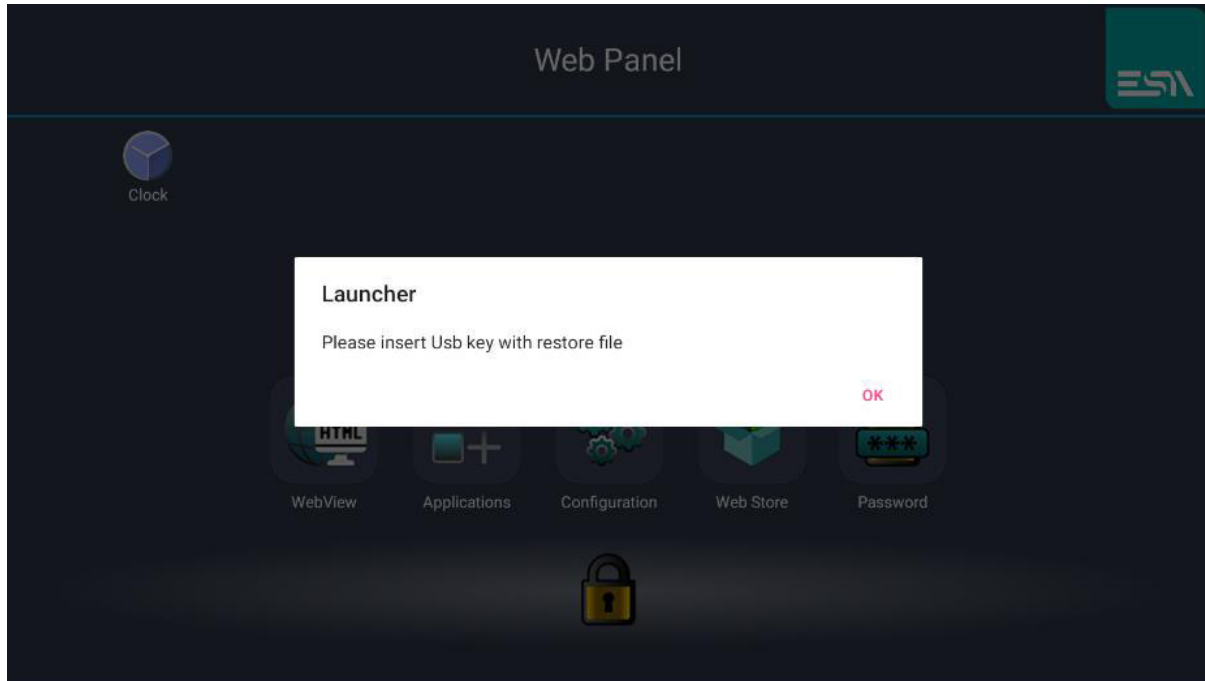 Web Panel
ESA
Clock
Launcher
Please insert Usb key with restore file
OK
HTML
***
WebView
Applications
Configuration
Web Store
Password